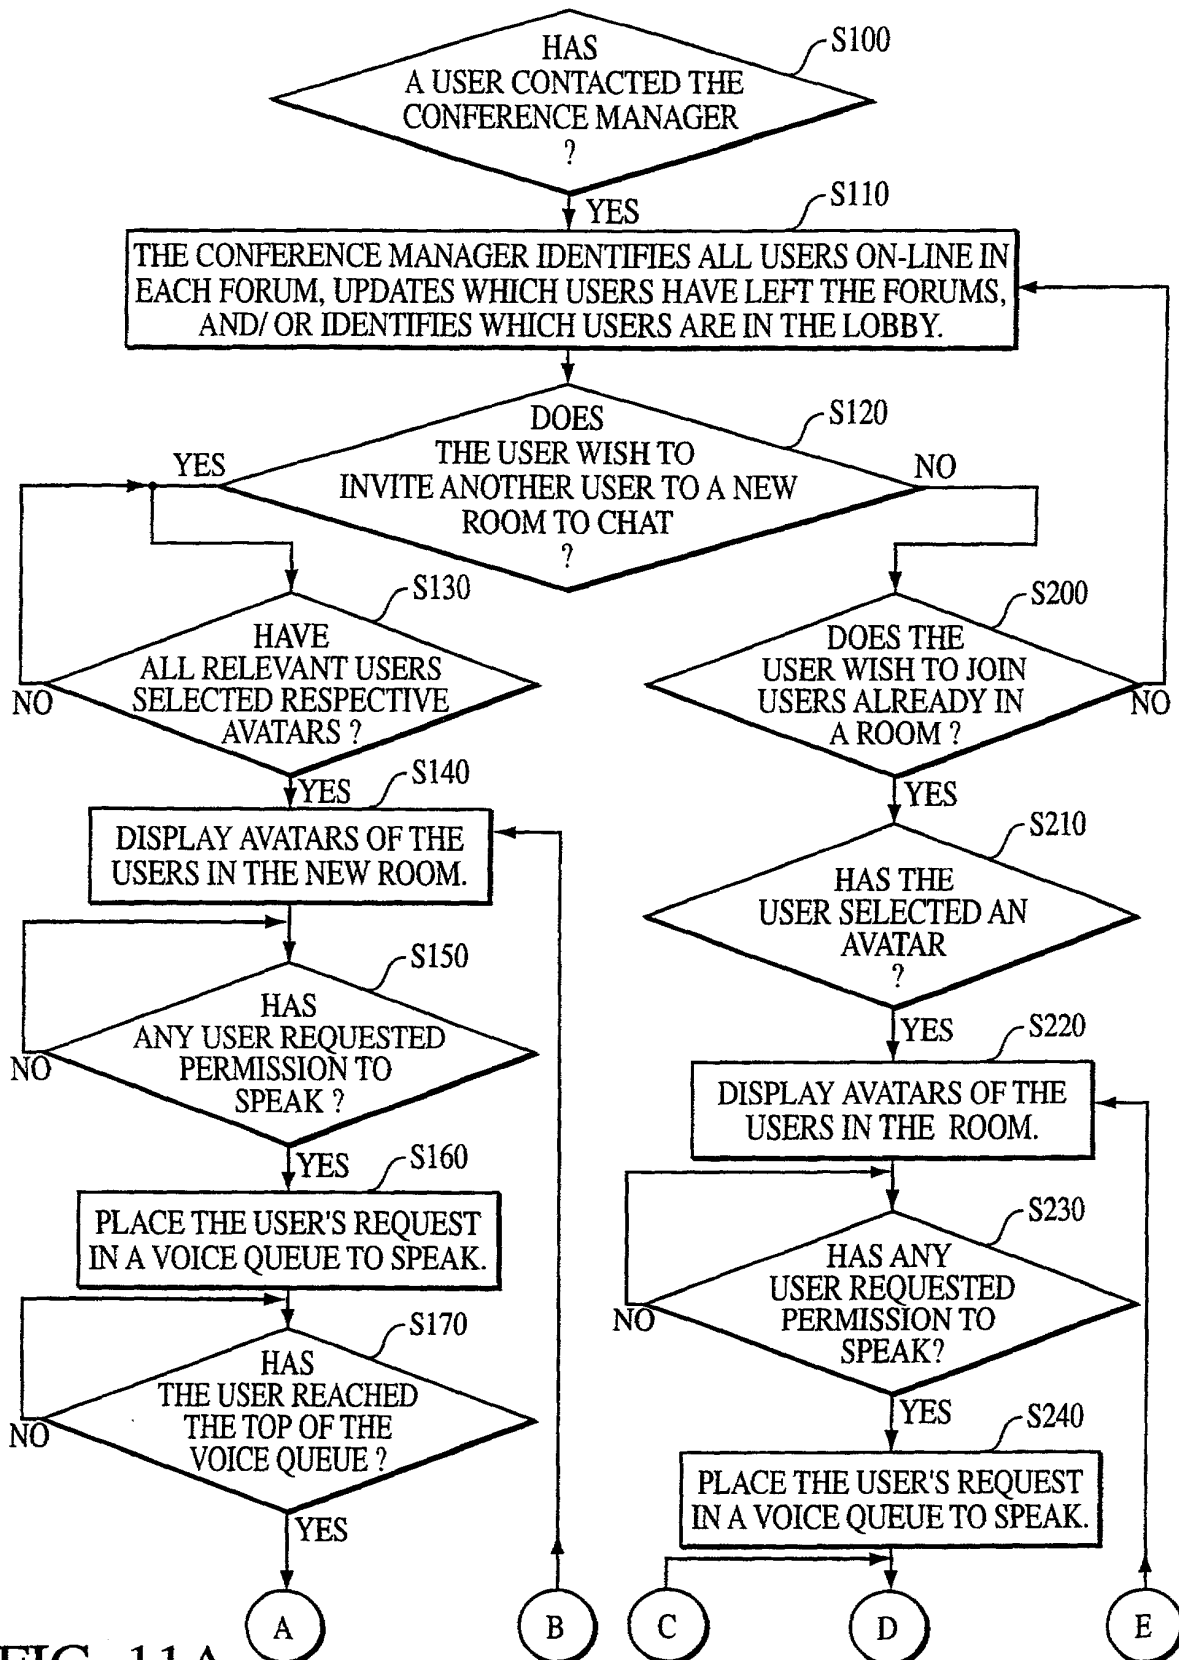 HAS
A USER CONTACTED THE
CONFERENCE MANAGER
?
S100
YES
S110
THE CONFERENCE MANAGER IDENTIFIES ALL USERS ON-LINE IN
EACH FORUM, UPDATES WHICH USERS HAVE LEFT THE FORUMS,
AND/ OR IDENTIFIES WHICH USERS ARE IN THE LOBBY.
DOES
THE USER WISH TO
INVITE ANOTHER USER TO A NEW
ROOM TO CHAT
?
S120
YES
NO
S130
HAVE
ALL RELEVANT USERS
SELECTED RESPECTIVE
AVATARS ?
NO
YES
S140
DISPLAY AVATARS OF THE
USERS IN THE NEW ROOM.
S150
HAS
ANY USER REQUESTED
PERMISSION TO
SPEAK ?
NO
YES
S160
PLACE THE USER'S REQUEST
IN A VOICE QUEUE TO SPEAK.
S170
HAS
THE USER REACHED
THE TOP OF THE
VOICE QUEUE ?
NO
YES
A
B
S200
DOES THE
USER WISH TO JOIN
USERS ALREADY IN
A ROOM ?
NO
YES
S210
HAS THE
USER SELECTED AN
AVATAR
?
YES
S220
DISPLAY AVATARS OF THE
USERS IN THE ROOM.
S230
HAS ANY
USER REQUESTED
PERMISSION TO
SPEAK?
NO
YES
S240
PLACE THE USER'S REQUEST
IN A VOICE QUEUE TO SPEAK.
C
D
E
FIG. 11A